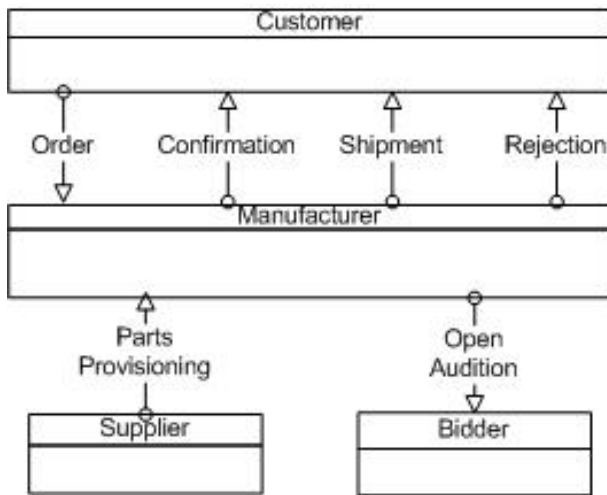 Customer
Order
Confirmation
Shipment
Rejection
Manufacturer
Parts
Provisioning
Open
Audition
Supplier
Bidder